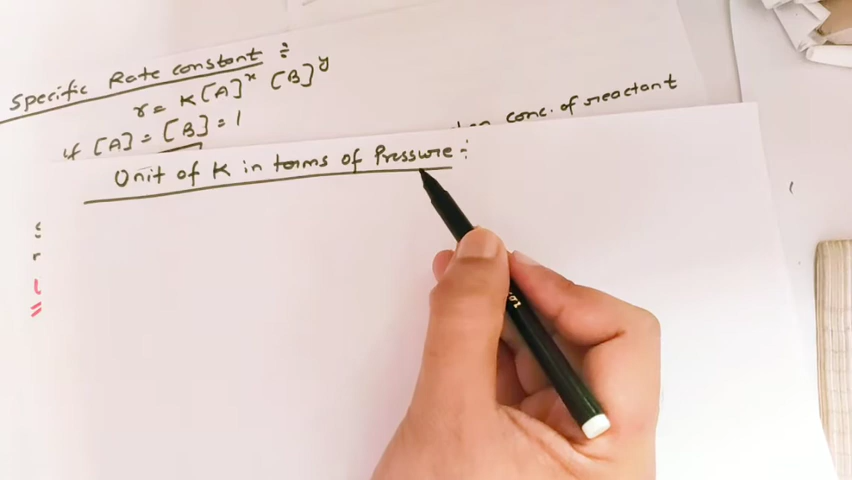 Specific Rate constant ÷
r = K [A]^x [B]^y
if [A] = [B] = 1
conc. of reactant
Unit of K in terms of Pressure ÷